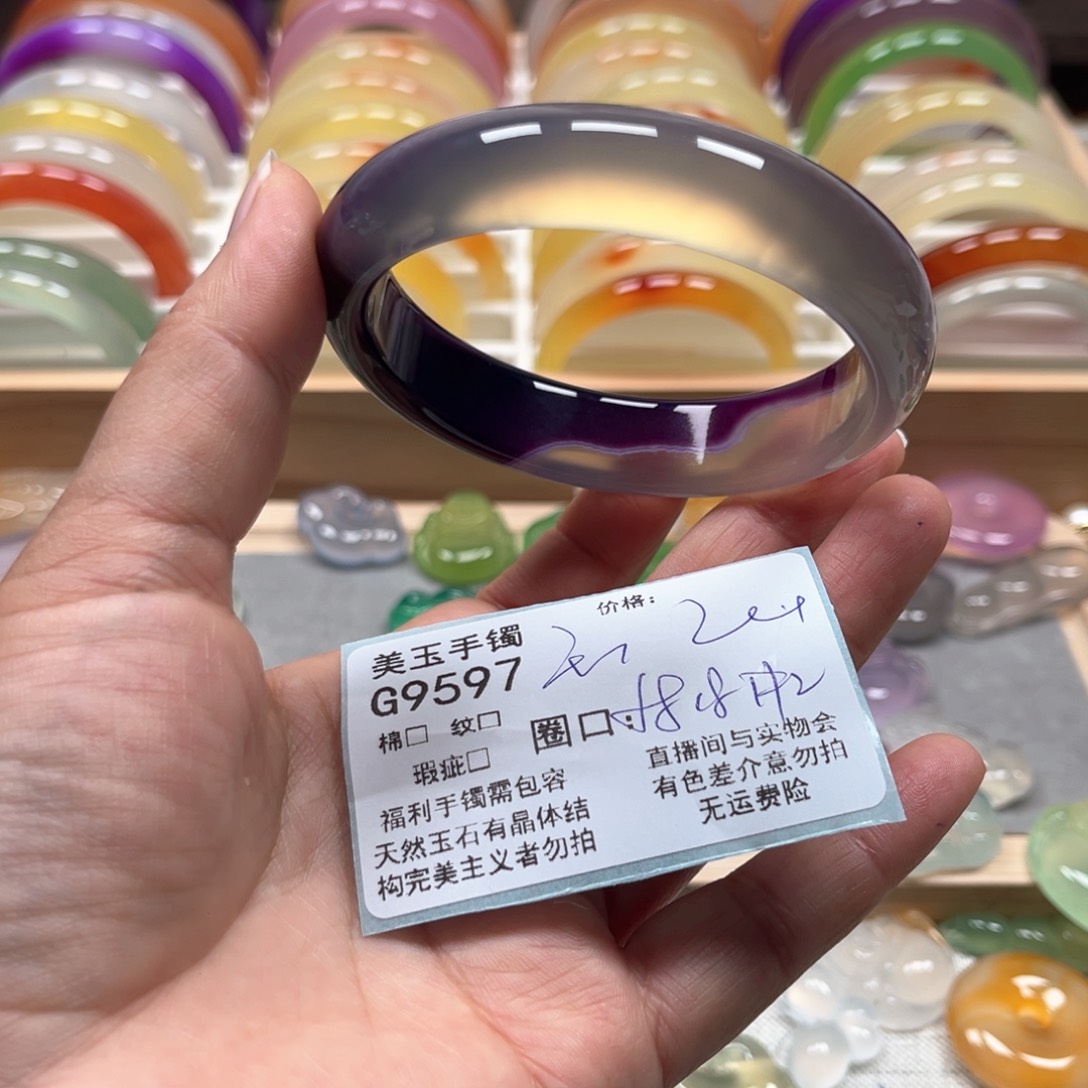 价格：
美玉手镯
G9597
棉□ 纹□
圈口：
瑕疵□
福利手镯需包容
天然玉石有晶体结
构完美主义者勿拍
直播间与实物会
有色差介意勿拍
无运费险